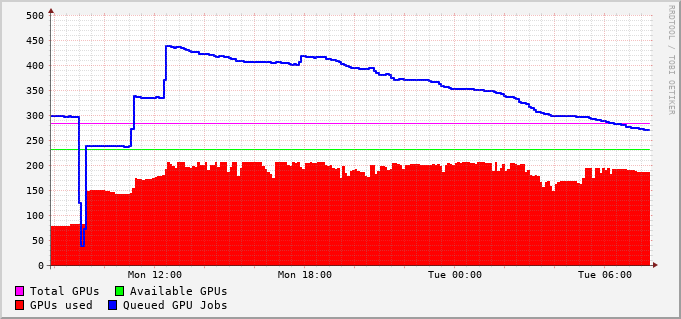 500
450
400
350
300
250
200
150
100
50
0
Mon 12:00 Mon 18:00 Tue 00:00 Tue 06:00
Total GPUs Available GPUs
GPUs used Queued GPU Jobs
RRDTOOL / TOBI OETIKER